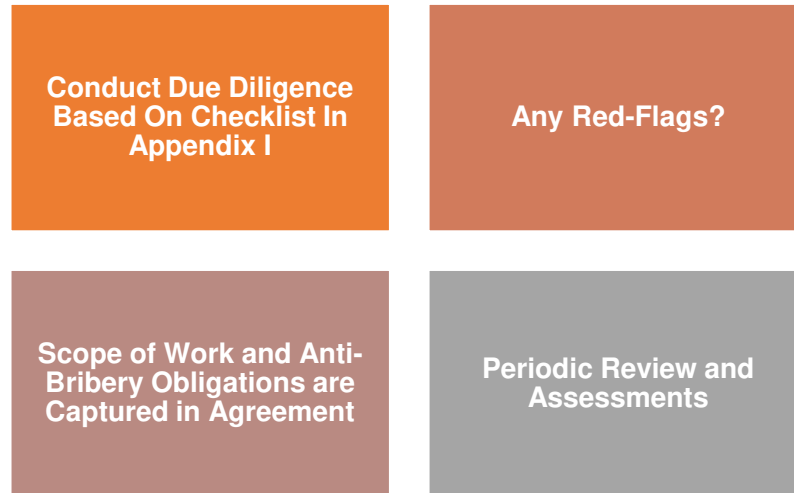 Conduct Due Diligence
Based On Checklist In
Appendix I
Any Red-Flags?
Scope of Work and Anti-
Bribery Obligations are
Captured in Agreement
Periodic Review and
Assessments